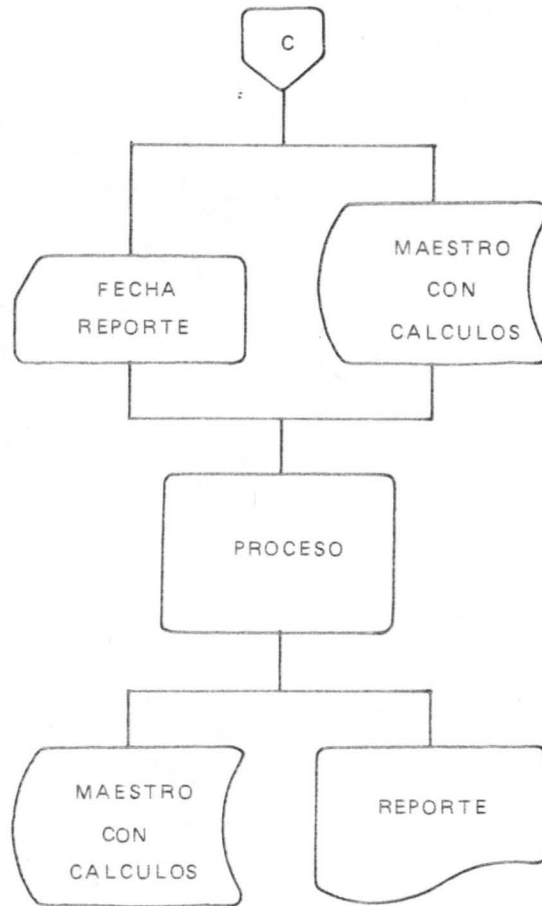 C
FECHA
REPORTE
MAESTRO
CON
CALCULOS
PROCESO
MAESTRO
CON
CALCULOS
REPORTE